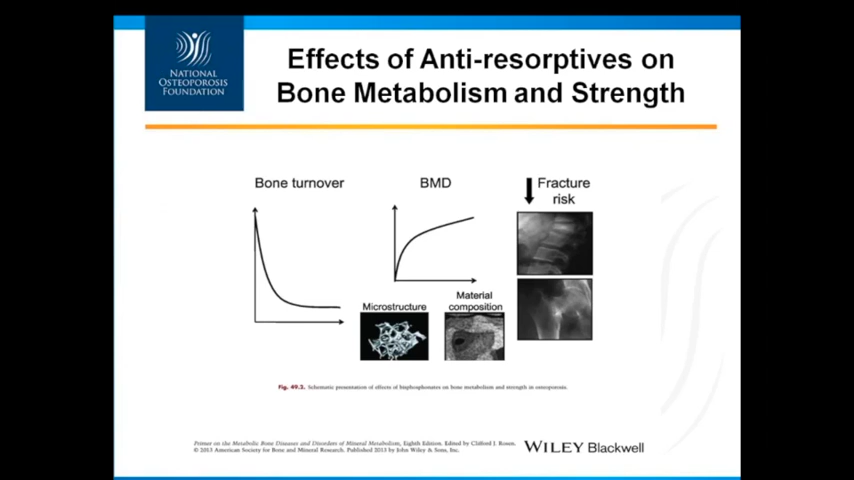 NATIONAL
OSTEOPOROSIS
FOUNDATION
Effects of Anti-resorptives on
Bone Metabolism and Strength
Bone turnover
BMD
Fracture
risk
Microstructure
Material
composition
Fig. 49.2. Schematic presentation of effects of bisphosphonates on bone metabolism and strength in osteoporosis.
Primer on the Metabolic Bone Diseases and Disorders of Mineral Metabolism, Eighth Edition. Edited by Clifford J. Rosen.
© 2013 American Society for Bone and Mineral Research. Published 2013 by John Wiley & Sons, Inc.
WILEY Blackwell